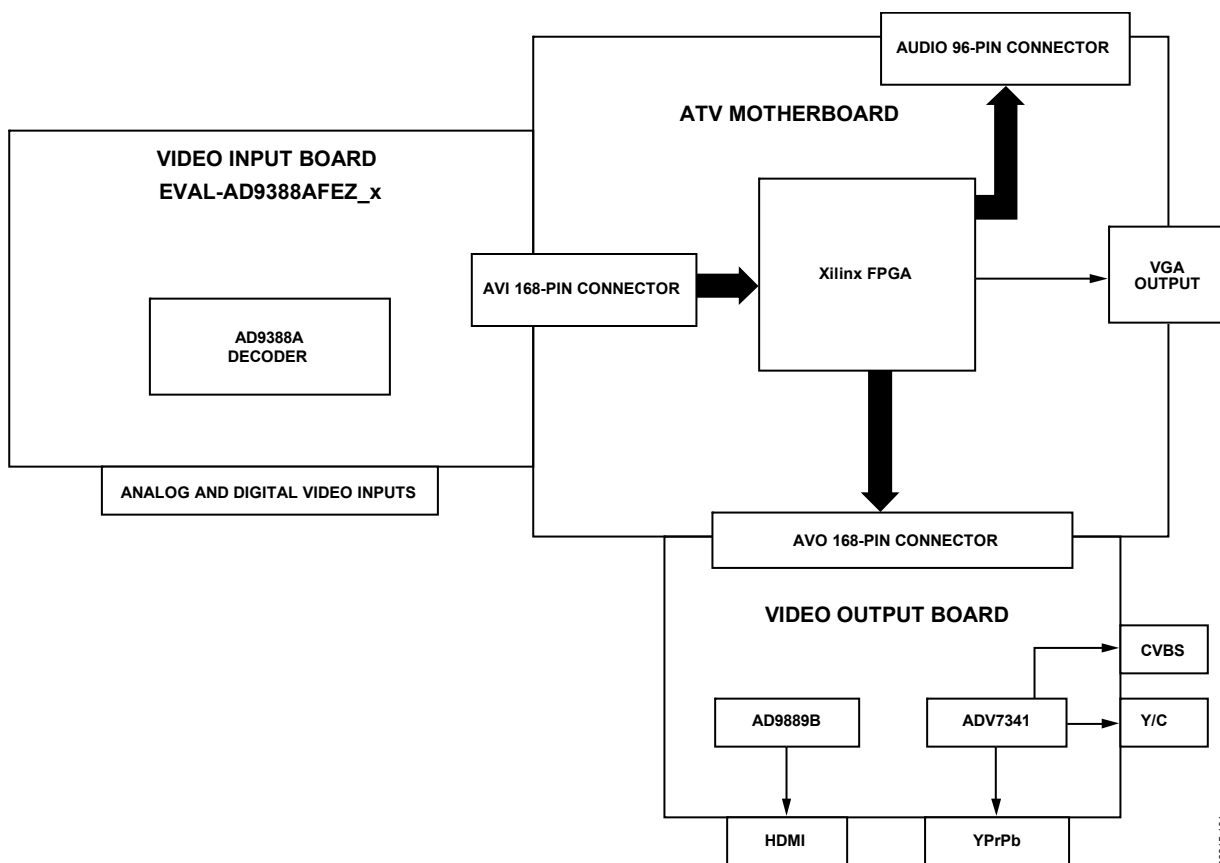 AUDIO 96-PIN CONNECTOR
ATV MOTHERBOARD
VIDEO INPUT BOARD
EVAL-AD9388AFEZ_x
AVI 168-PIN CONNECTOR
Xilinx FPGA
VGA
OUTPUT
AD9388A
DECODER
ANALOG AND DIGITAL VIDEO INPUTS
AVO 168-PIN CONNECTOR
VIDEO OUTPUT BOARD
CVBS
AD9889B
ADV7341
Y/C
HDMI
YPrPb